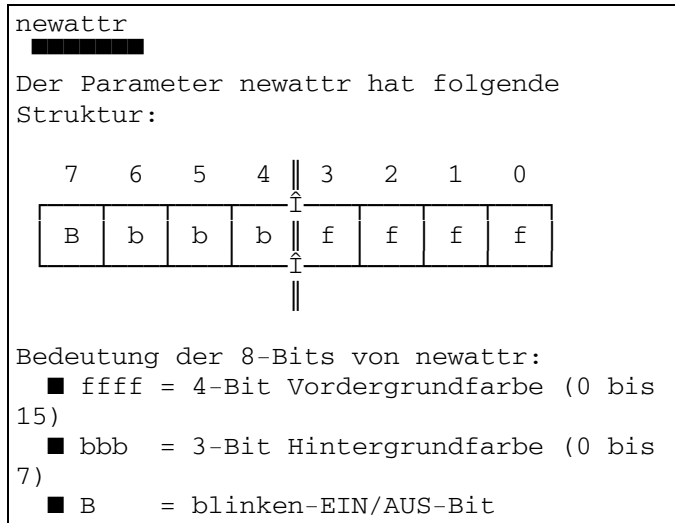 newattr
■■■■■■■
Der Parameter newattr hat folgende
Struktur:
7 6 5 4 ║ 3 2 1 0
┌───┬───┬───┬───Î───┬───┬───┬───┐
│ B │ b │ b │ b ║ f │ f │ f │ f │
└───┴───┴───┴───Î───┴───┴───┴───┘
║
Bedeutung der 8-Bits von newattr:
■ ffff = 4-Bit Vordergrundfarbe (0 bis
15)
■ bbb = 3-Bit Hintergrundfarbe (0 bis
7)
■ B = blinken-EIN/AUS-Bit